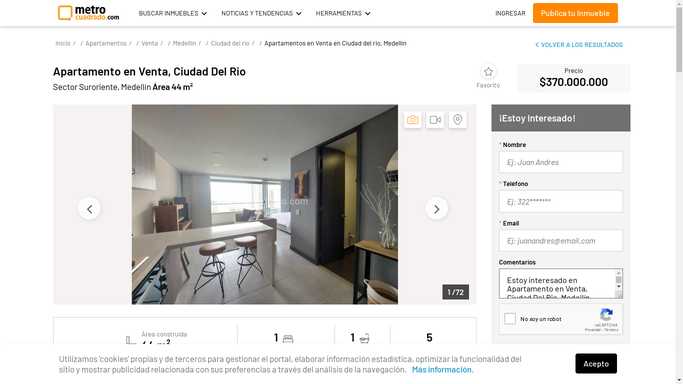 metro
cuadrado.com
BUSCAR INMUEBLES
NOTICIAS Y TENDENCIAS
HERRAMIENTAS
INGRESAR
Publica tu Inmueble
Inicio / / Apartamentos / / Venta / / Medellín / / Ciudad del rio / / Apartamentos en Venta en Ciudad del rio, Medellín
VOLVER A LOS RESULTADOS
Apartamento en Venta, Ciudad Del Rio
Sector Suroriente, Medellín Área 44 m²
Favorito
Precio
$370.000.000
1 /72
¡Estoy Interesado!
* Nombre
Ej: Juan Andres
* Teléfono
Ej: 322*******
* Email
Ej: juanandres@email.com
Comentarios
Estoy interesado en
Apartamento en Venta,
Ciudad Del Rio, Medellín
No soy un robot
reCAPTCHA
Privacidad - Términos
Área construida
44 m²
1
1
5
Utilizamos 'cookies' propias y de terceros para gestionar el portal, elaborar información estadística, optimizar la funcionalidad del
sitio y mostrar publicidad relacionada con sus preferencias a través del análisis de la navegación. Más información.
Acepto